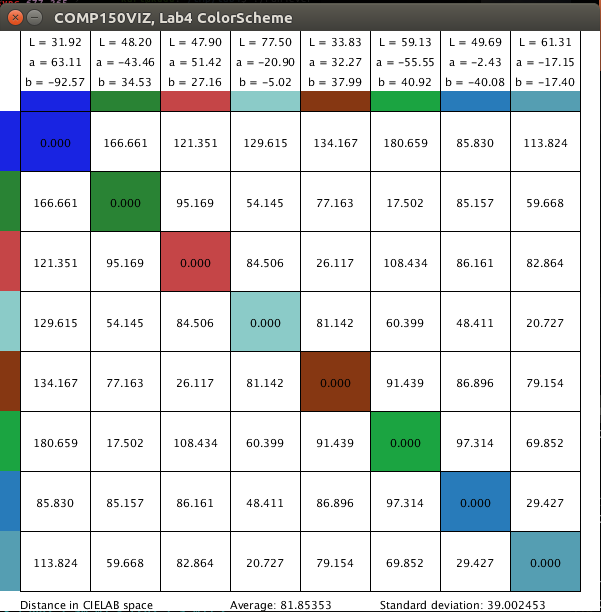 COMP150VIZ, Lab4 ColorScheme
L = 31.92 L = 48.20 L = 47.90 L = 77.50 L = 33.83 L = 59.13 L = 49.69 L = 61.31
a = 63.11 a = −43.46 a = 51.42 a = −20.90 a = 32.27 a = −55.55 a = −2.43 a = −17.15
b = −92.57 b = 34.53 b = 27.16 b = −5.02 b = 37.99 b = 40.92 b = −40.08 b = −17.40
0.000 166.661 121.351 129.615 134.167 180.659 85.830 113.824
166.661 0.000 95.169 54.145 77.163 17.502 85.157 59.668
121.351 95.169 0.000 84.506 26.117 108.434 86.161 82.864
129.615 54.145 84.506 0.000 81.142 60.399 48.411 20.727
134.167 77.163 26.117 81.142 0.000 91.439 86.896 79.154
180.659 17.502 108.434 60.399 91.439 0.000 97.314 69.852
85.830 85.157 86.161 48.411 86.896 97.314 0.000 29.427
113.824 59.668 82.864 20.727 79.154 69.852 29.427 0.000
Distance in CIELAB space Average: 81.85353 Standard deviation: 39.002453